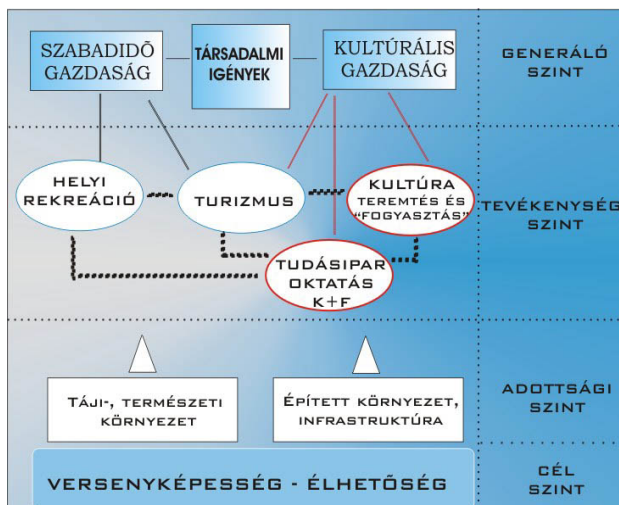 SZABADIDŐ
GAZDASÁG
TÁRSADALMI
IGÉNYEK
KULTÚRÁLIS
GAZDASÁG
GENERÁLÓ
SZINT
HELYI
REKREÁCIÓ
TURIZMUS
KULTÚRA
TEREMTÉS ÉS
"FOGYASZTÁS"
TEVÉKENYSÉG
SZINT
TUDÁSIPAR
OKTATÁS
K+F
TÁJI-, TERMÉSZETI
KÖRNYEZET
ÉPÍTETT KÖRNYEZET,
INFRASTRUKTÚRA
ADOTTSÁGI
SZINT
VERSENYKÉPESSÉG - ÉLHETŐSÉG
CÉL
SZINT